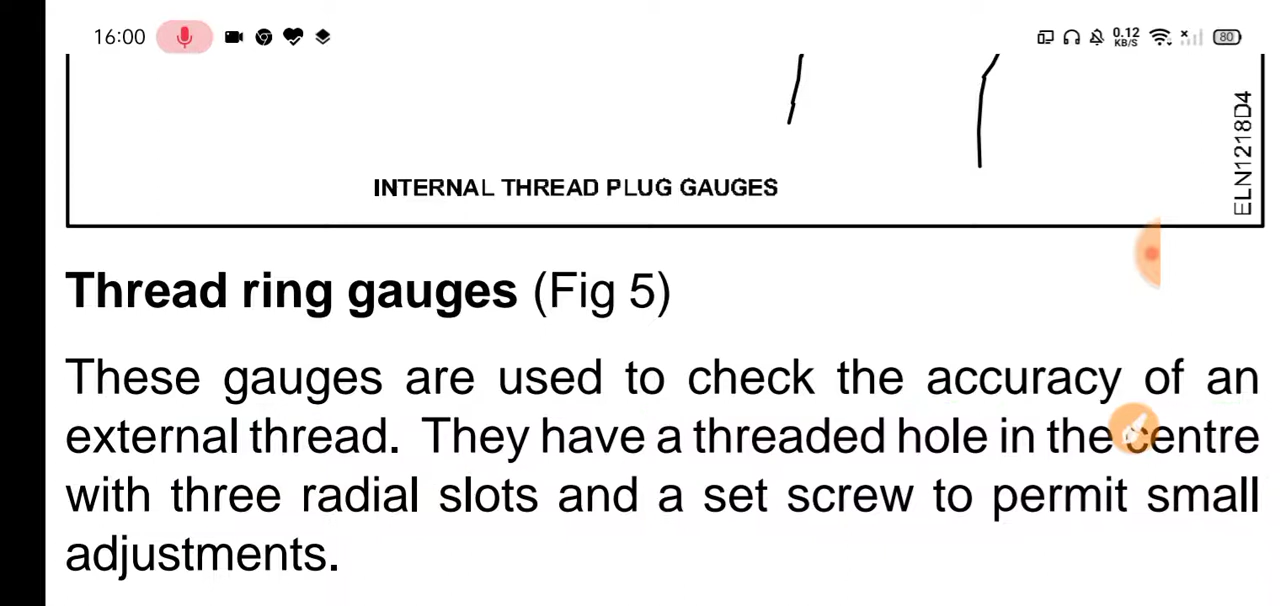 16:00
0.12
KB/S
80
ELN1218D4
INTERNAL THREAD PLUG GAUGES
Thread ring gauges (Fig 5)
These gauges are used to check the accuracy of an
external thread. They have a threaded hole in the centre
with three radial slots and a set screw to permit small
adjustments.